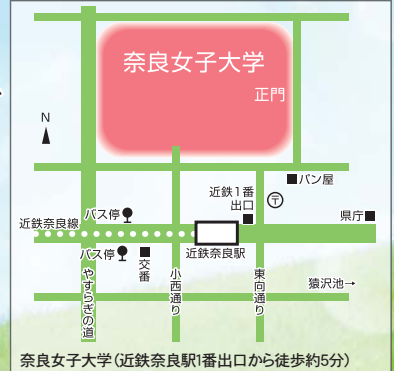 奈良女子大学
正門
N
パン屋
近鉄1番
出口
〒
県庁
バス停
近鉄奈良線
バス停
近鉄奈良駅
交番
やすらぎの道
小西通り
東向通り
猿沢池→
奈良女子大学(近鉄奈良駅1番出口から徒歩約5分)